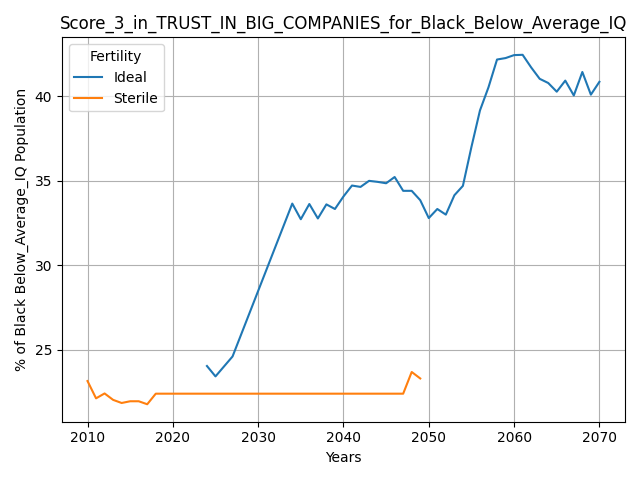 Score_3_in_TRUST_IN_BIG_COMPANIES_for_Black_Below_Average_IQ
Fertility
Ideal
Sterile
% of Black Below_Average_IQ Population
40
35
30
25
2010 2020 2030 2040 2050 2060 2070
Years